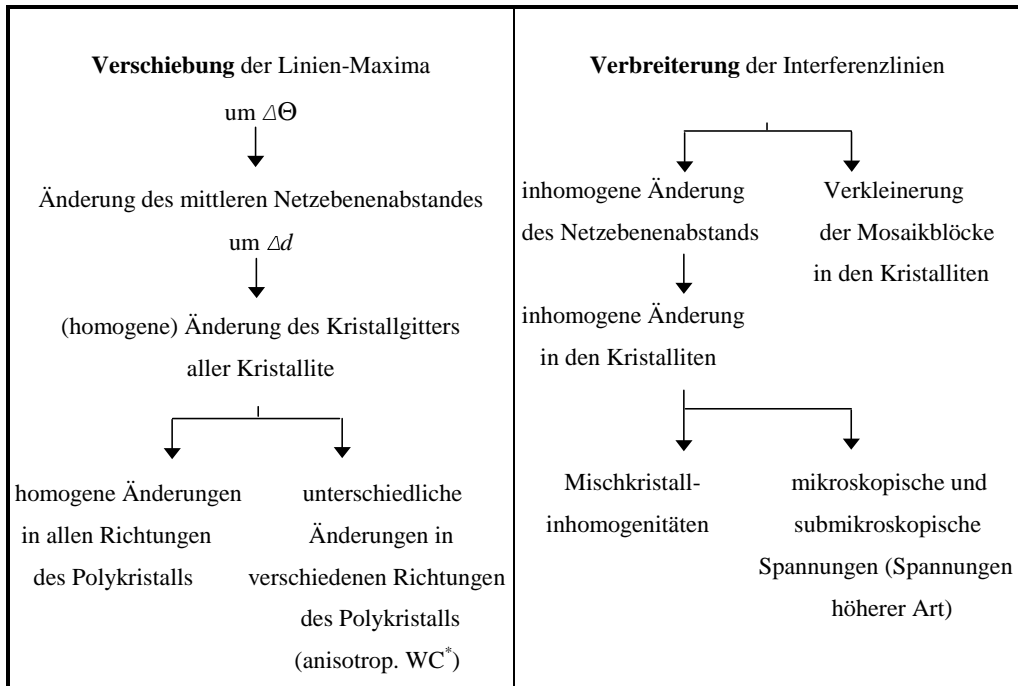 Verschiebung der Linien-Maxima
um ΔΘ
Änderung des mittleren Netzebenenabstandes
um Δd
(homogene) Änderung des Kristallgitters
aller Kristallite
homogene Änderungen
in allen Richtungen
des Polykristalls
unterschiedliche
Änderungen in
verschiedenen Richtungen
des Polykristalls
(anisotrop. WC*)
Verbreiterung der Interferenzlinien
inhomogene Änderung
des Netzebenenabstands
Verkleinerung
der Mosaikblöcke
in den Kristalliten
inhomogene Änderung
in den Kristalliten
Mischkristall-
inhomogenitäten
mikroskopische und
submikroskopische
Spannungen (Spannungen
höherer Art)